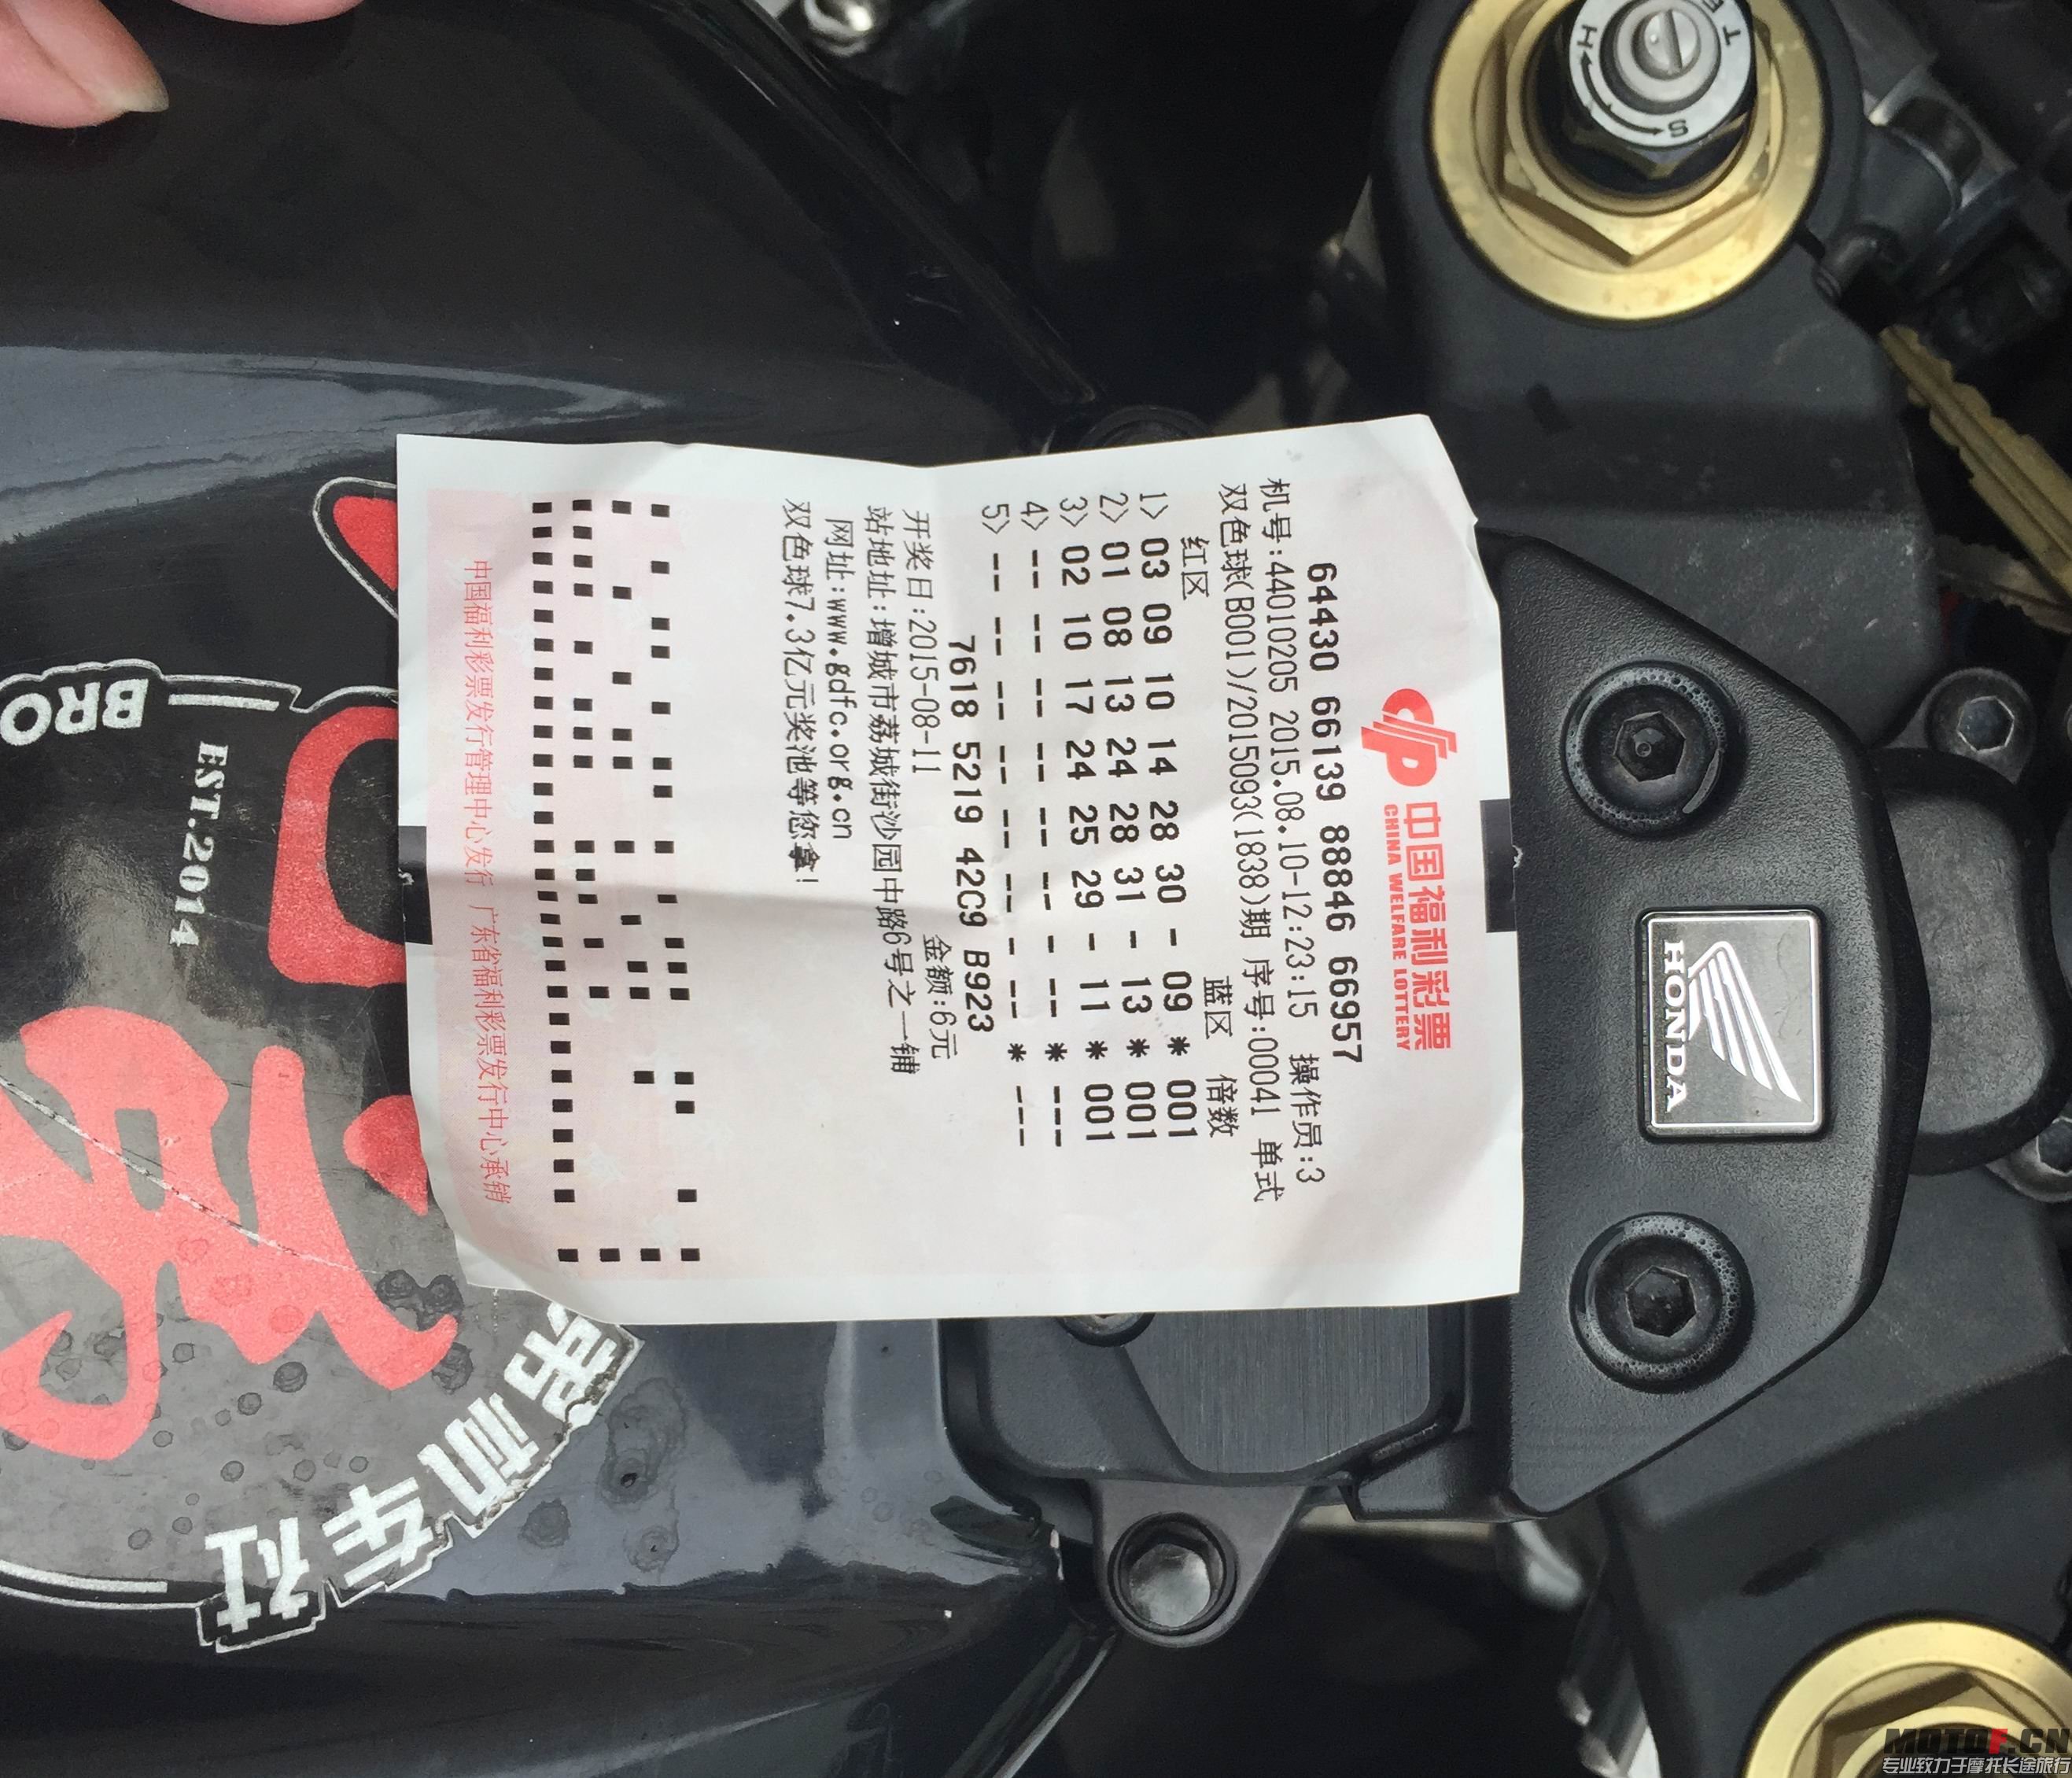 中国福利彩票
CHINA WELFARE LOTTERY
64430 66139 88846 66957
机号:44010205 2015.08.10-12:23:15 操作员:3
双色球(B001)/2015093(1838)期 序号:00041 单式
红区 蓝区 倍数
1> 03 09 10 14 28 30 - 09 * 001
2> 01 08 13 24 28 31 - 13 * 001
3> 02 10 17 24 25 29 - 11 * 001
4> -- -- -- -- -- -- - -- * ---
5> -- -- -- -- -- -- - -- * ---
7618 5219 42C9 B923
开奖日:2015-08-11 金额:6元
站地址:增城市荔城街沙园中路6号之一铺
网址:www.gdfc.org.cn
双色球7.3亿元奖池等您拿!
中国福利彩票发行管理中心发行 广东省福利彩票发行中心承销
HONDA
H
S
T
BRO
EST.2014
机车社
MOTOF.CN
专业致力于摩托长途旅行